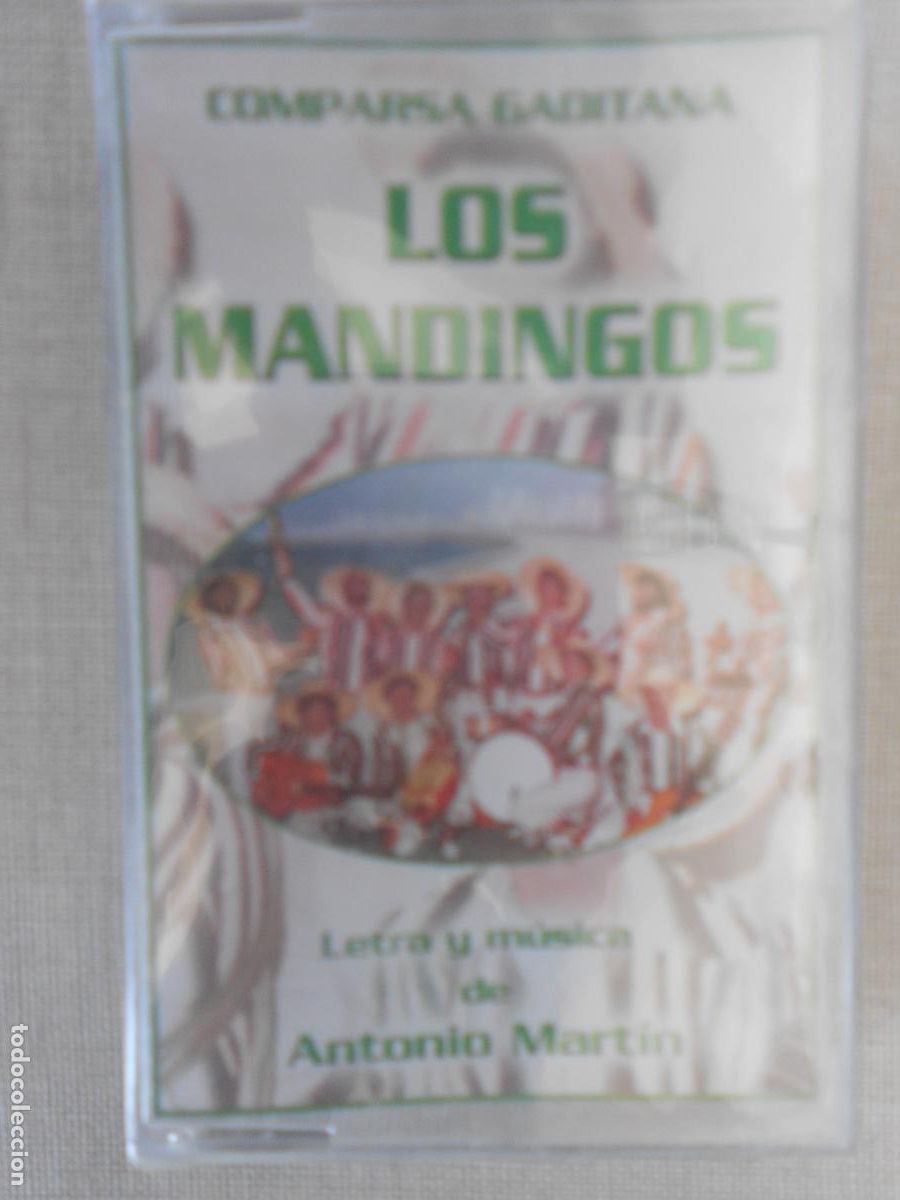 COMPARSA GADITANA
LOS
MANDINGOS
Letra y música
de
Antonio Martín
todocoleccion